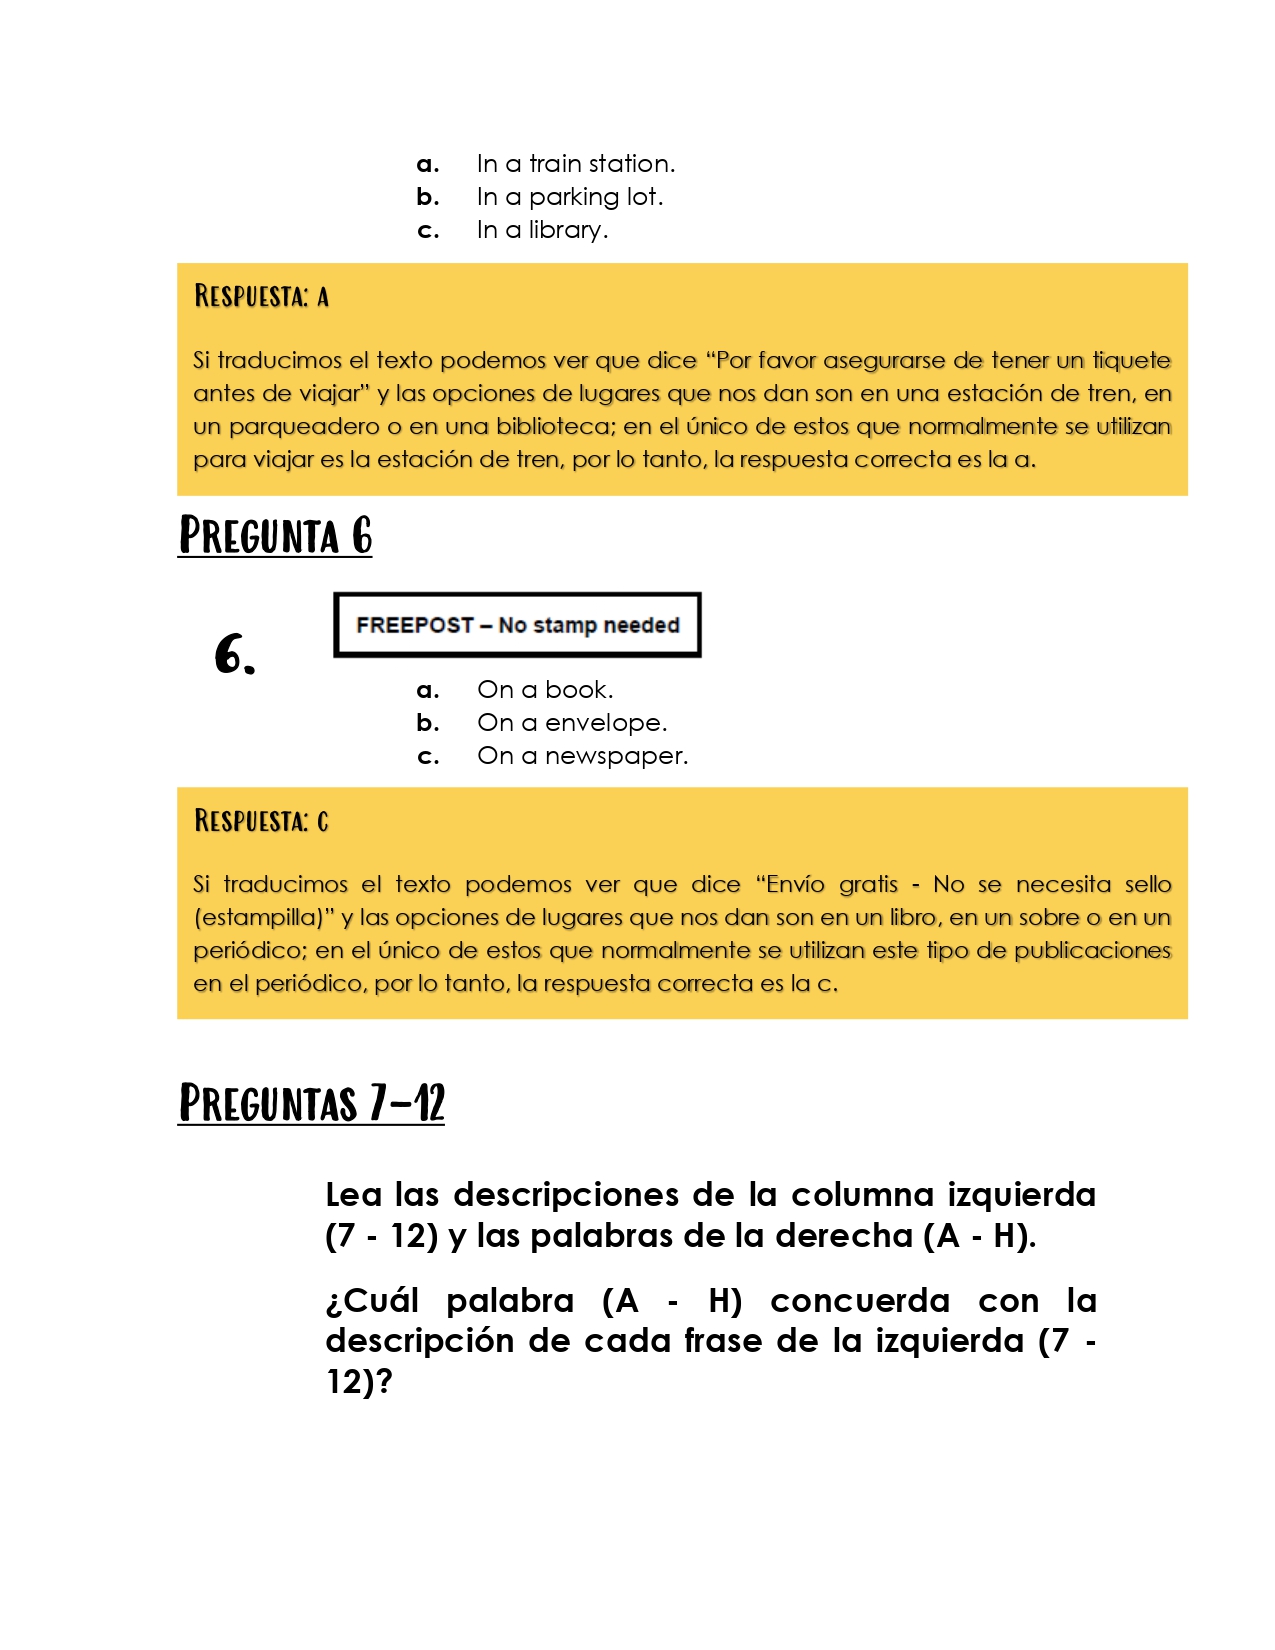 a. In a train station.
b. In a parking lot.
c. In a library.
Respuesta: a
Si traducimos el texto podemos ver que dice “Por favor asegurarse de tener un tiquete
antes de viajar” y las opciones de lugares que nos dan son en una estación de tren, en
un parqueadero o en una biblioteca; en el único de estos que normalmente se utilizan
para viajar es la estación de tren, por lo tanto, la respuesta correcta es la a.
Pregunta 6
6.
FREEPOST – No stamp needed
a. On a book.
b. On a envelope.
c. On a newspaper.
Respuesta: c
Si traducimos el texto podemos ver que dice “Envío gratis - No se necesita sello
(estampilla)” y las opciones de lugares que nos dan son en un libro, en un sobre o en un
periódico; en el único de estos que normalmente se utilizan este tipo de publicaciones
en el periódico, por lo tanto, la respuesta correcta es la c.
Preguntas 7-12
Lea las descripciones de la columna izquierda
(7 - 12) y las palabras de la derecha (A - H).
¿Cuál palabra (A - H) concuerda con la
descripción de cada frase de la izquierda (7 -
12)?